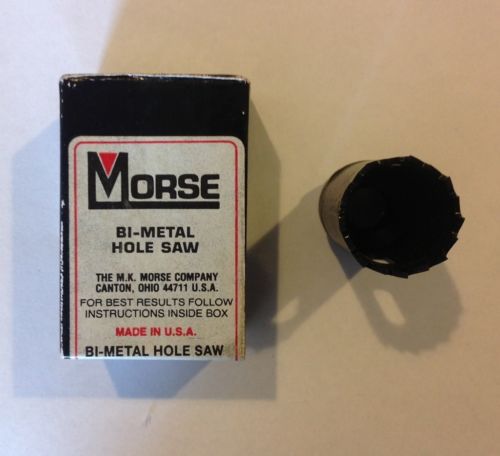 MORSE
BI-METAL
HOLE SAW
THE M.K. MORSE COMPANY
CANTON, OHIO 44711 U.S.A.
FOR BEST RESULTS FOLLOW
INSTRUCTIONS INSIDE BOX
MADE IN U.S.A.
BI-METAL HOLE SAW